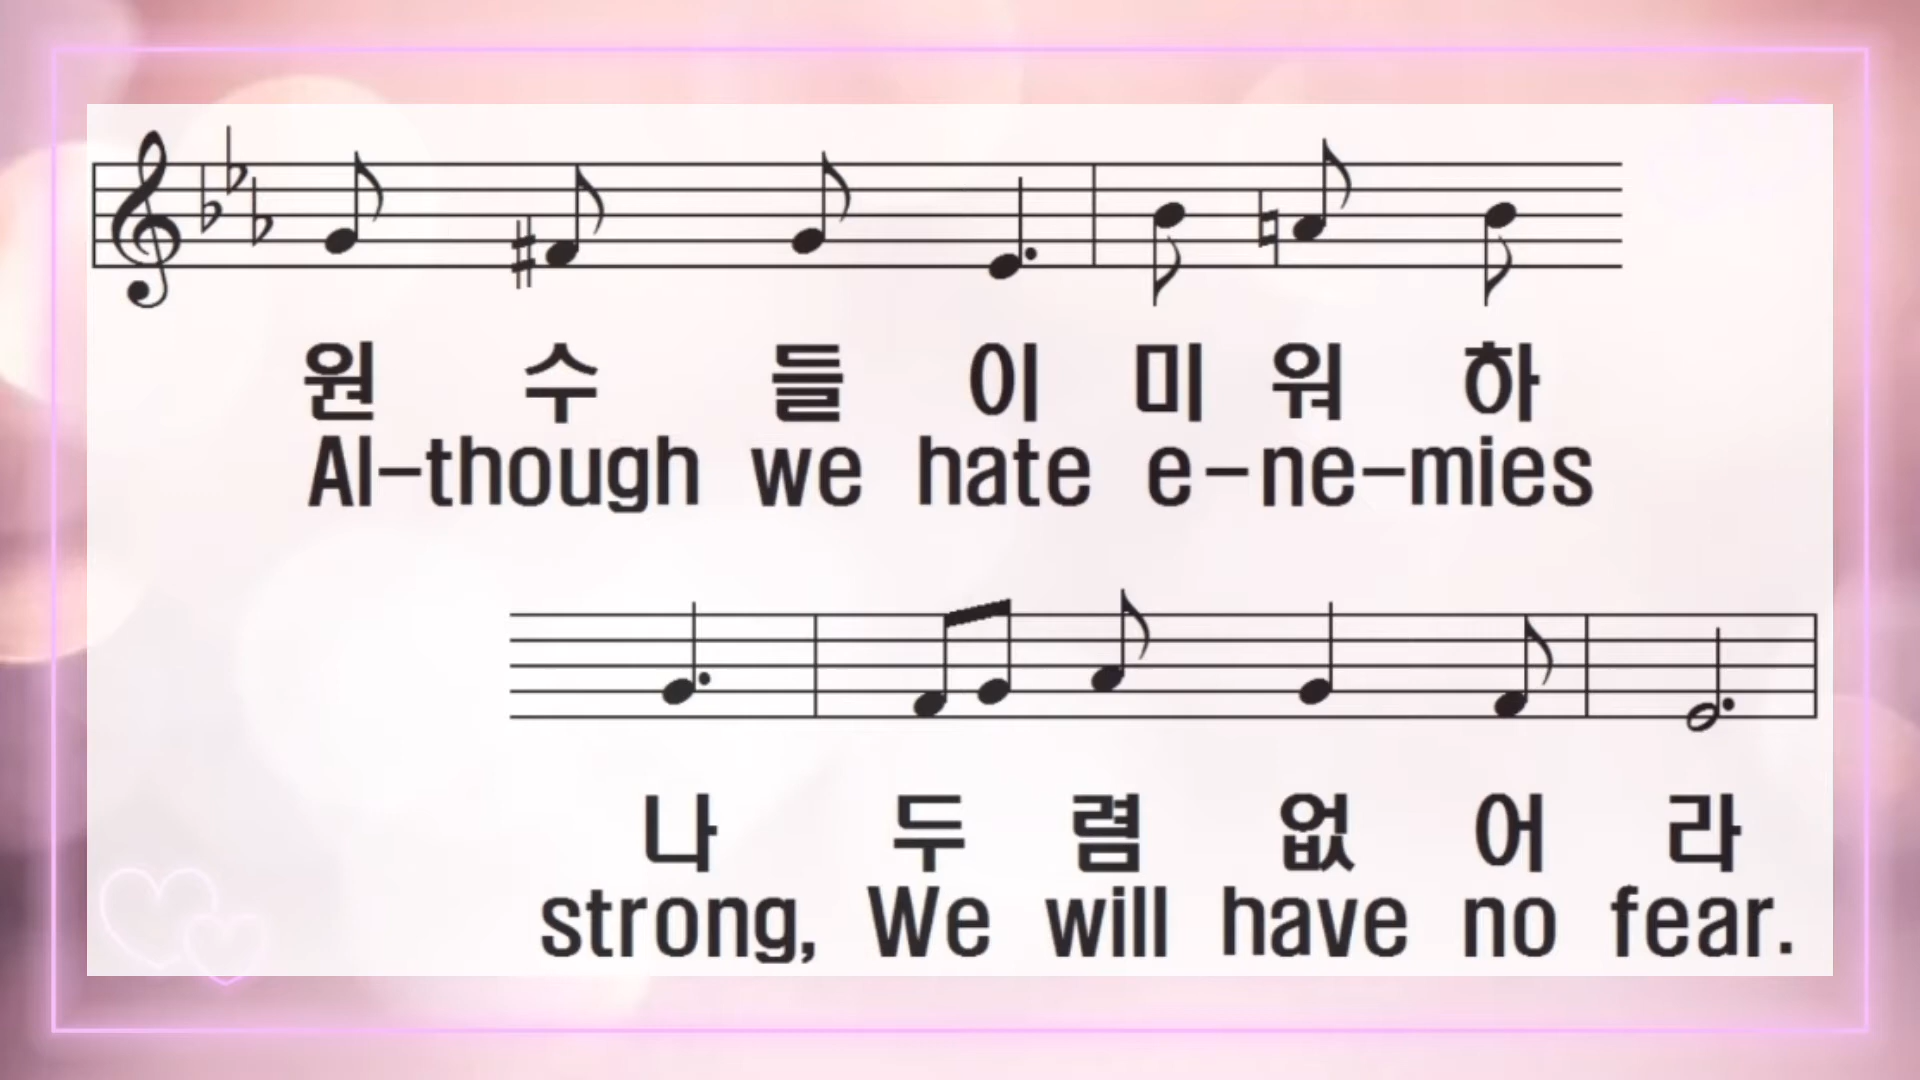 원 수 들 이 미 워 하
Al-though we hate e-ne-mies
나 두 렴 없 어 라
strong, We will have no fear.